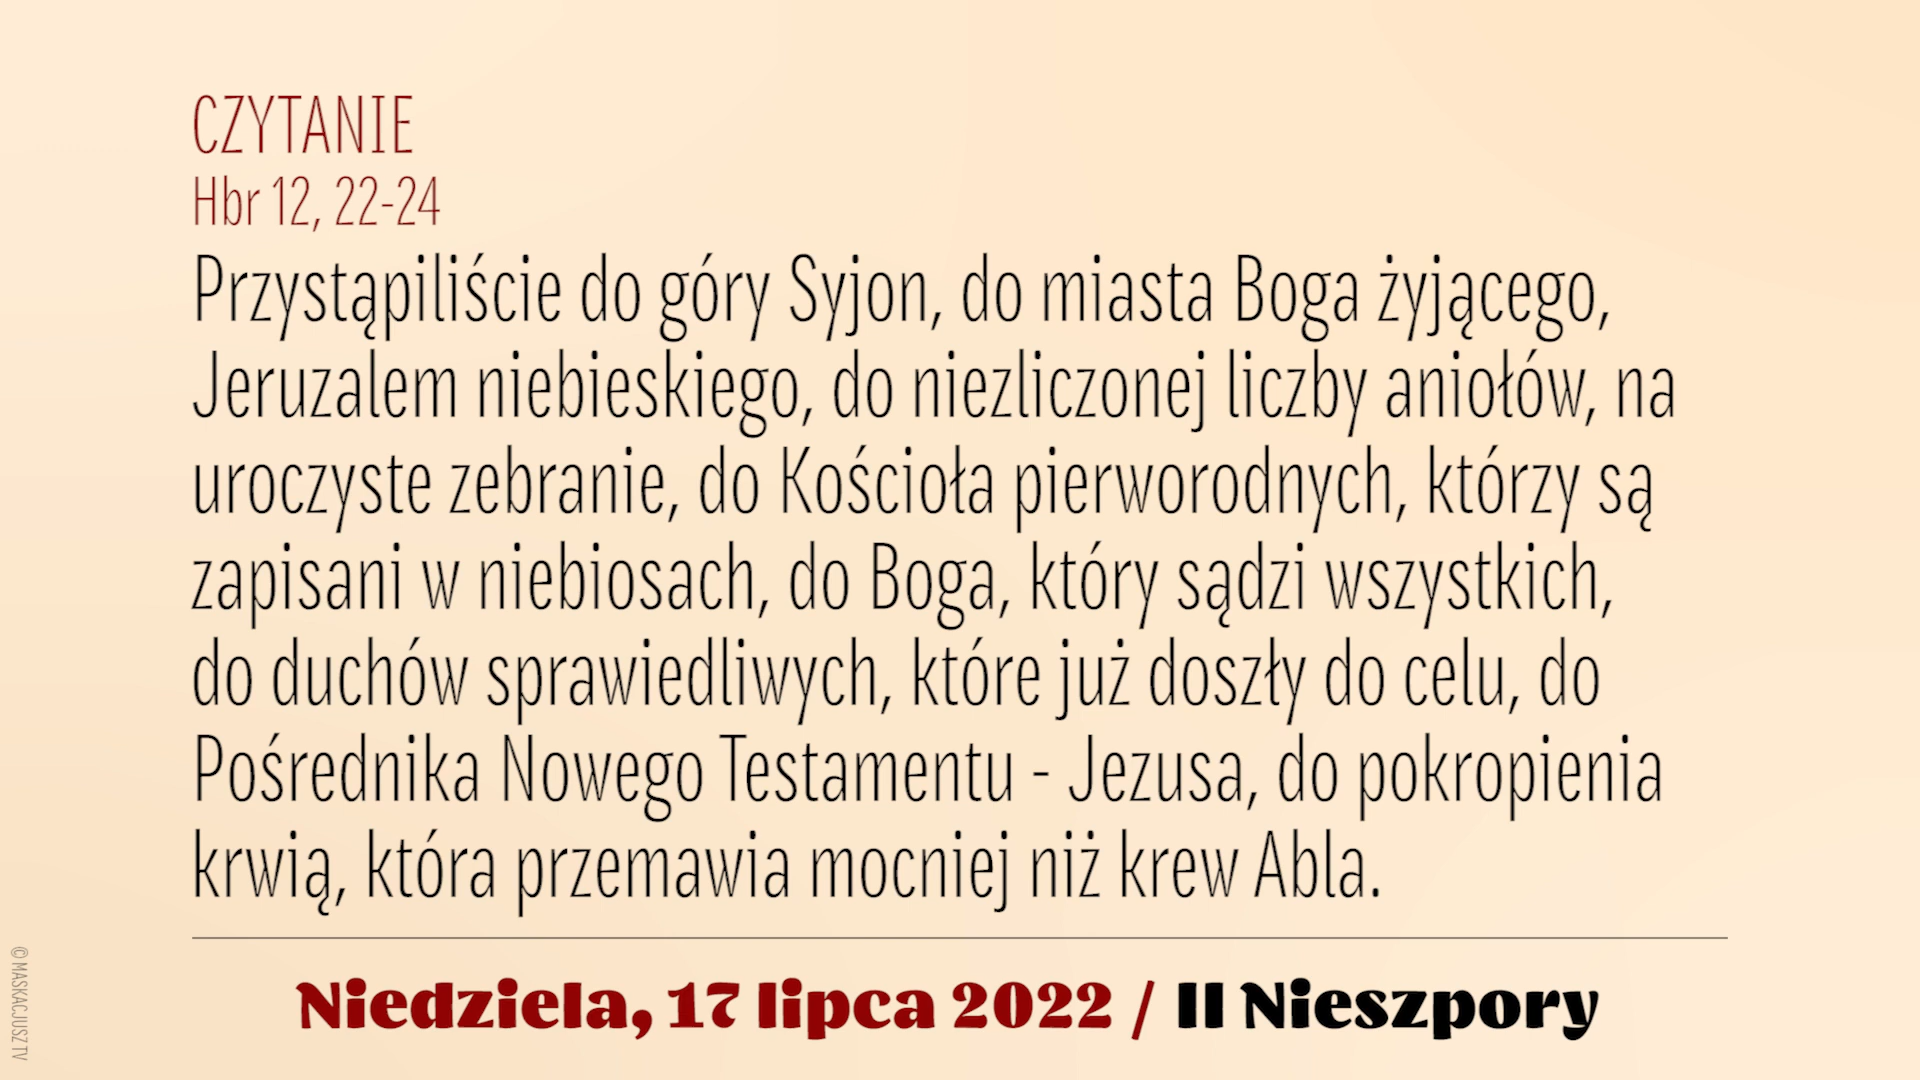 CZYTANIE
Hbr 12, 22-24
Przystąpiliście do góry Syjon, do miasta Boga żyjącego,
Jeruzalem niebieskiego, do niezliczonej liczby aniołów, na
uroczyste zebranie, do Kościoła pierworodnych, którzy są
zapisani w niebiosach, do Boga, który sądzi wszystkich,
do duchów sprawiedliwych, które już doszły do celu, do
Pośrednika Nowego Testamentu - Jezusa, do pokropienia
krwią, która przemawia mocniej niż krew Abla.
Niedziela, 17 lipca 2022 / II Nieszpory
© MASKACJUSZ TV